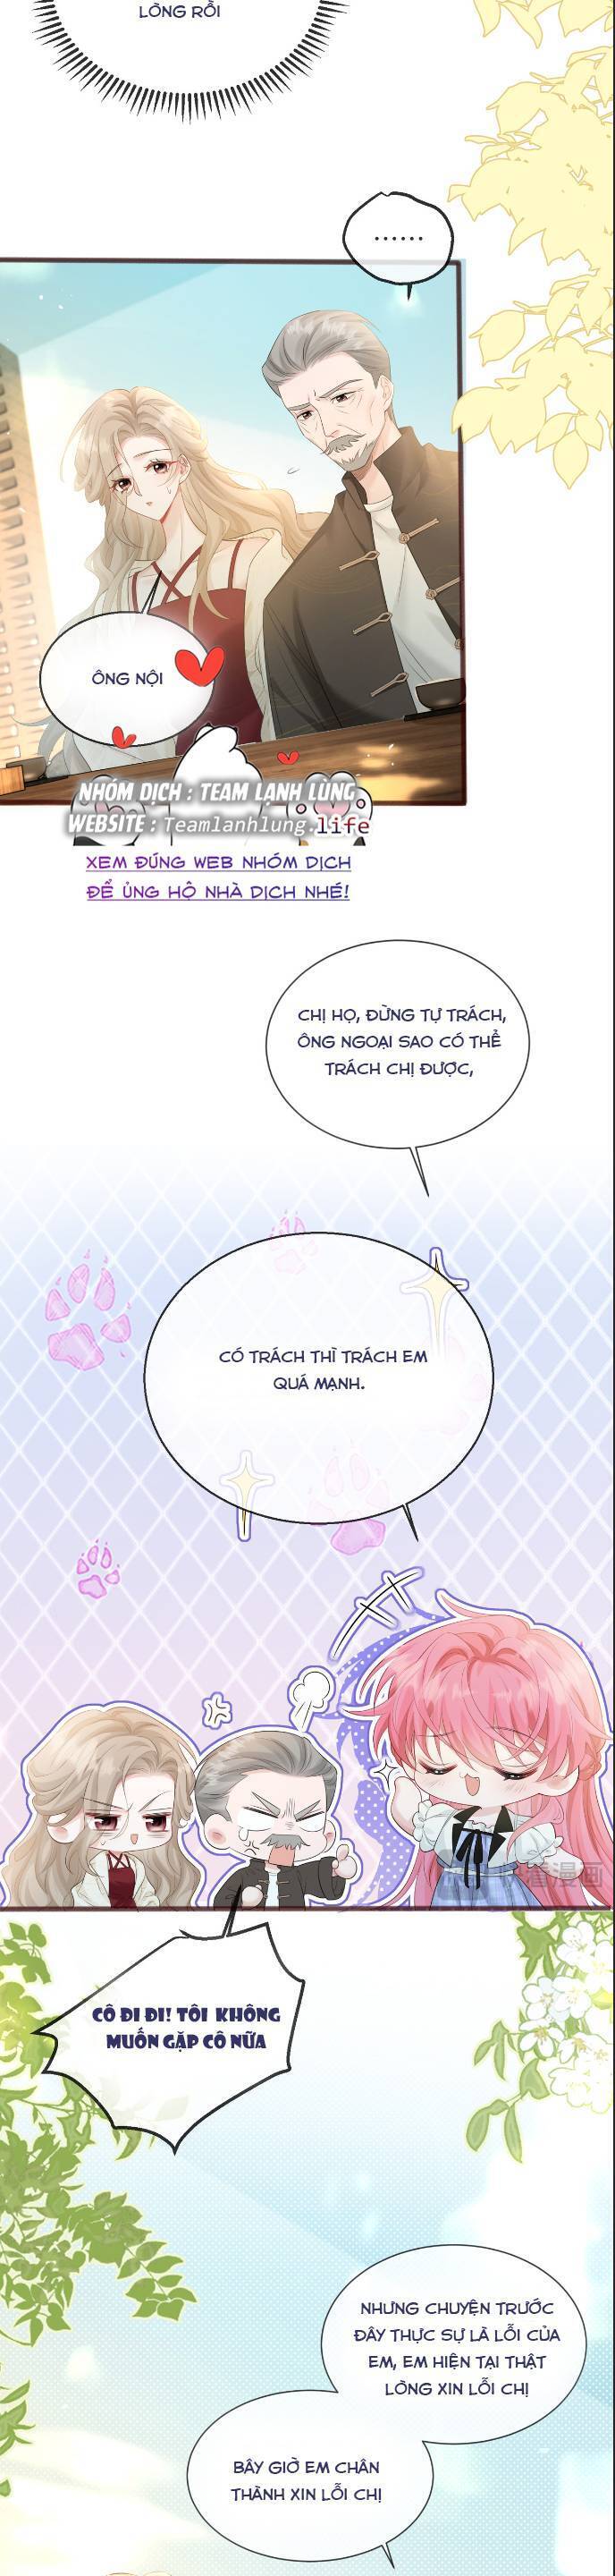 LÒNG RỒI
......
ÔNG NỘI
NHÓM DỊCH : TEAM LẠNH LÙNG
WEBSITE : Teamlanhlung.life
XEM ĐÚNG WEB NHÓM DỊCH
ĐỂ ỦNG HỘ NHÀ DỊCH NHÉ!
CHỊ HỌ, ĐỪNG TỰ TRÁCH,
ÔNG NGOẠI SAO CÓ THỂ
TRÁCH CHỊ ĐƯỢC,
CÓ TRÁCH THÌ TRÁCH EM
QUÁ MẠNH.
看漫画
CÔ ĐI ĐI! TÔI KHÔNG
MUỐN GẶP CÔ NỮA
NHƯNG CHUYỆN TRƯỚC
ĐÂY THỰC SỰ LÀ LỖI CỦA
EM, EM HIỆN TẠI THẬT
LÒNG XIN LỖI CHỊ
BÂY GIỜ EM CHÂN
THÀNH XIN LỖI CHỊ